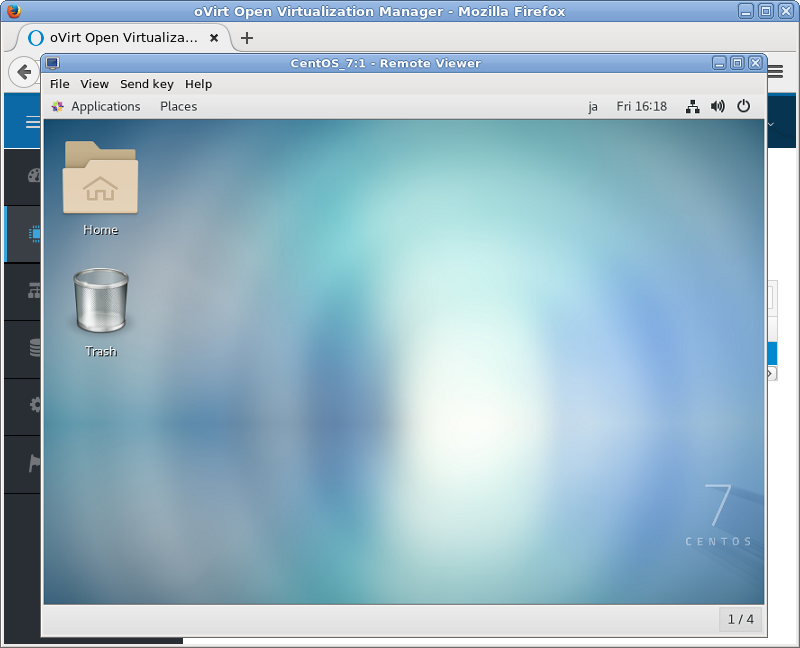 oVirt Open Virtualization Manager - Mozilla Firefox
oVirt Open Virtualiza...
CentOS_7:1 - Remote Viewer
File View Send key Help
Applications Places ja Fri 16:18
Home
Trash
7
CENTOS
1 / 4